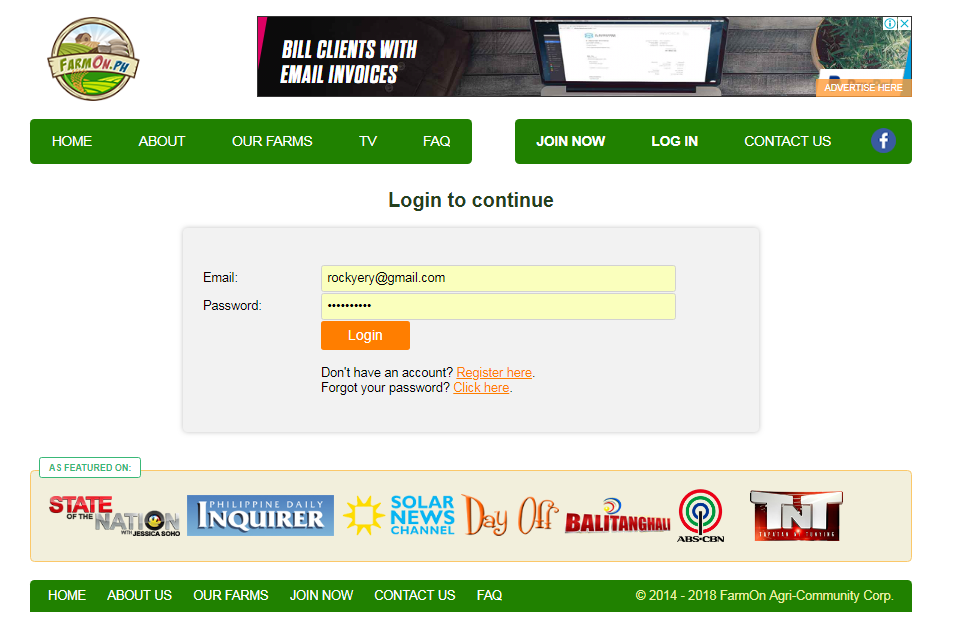 FARMON.PH
BILL CLIENTS WITH
EMAIL INVOICES
ADVERTISE HERE
HOME ABOUT OUR FARMS TV FAQ JOIN NOW LOG IN CONTACT US f
Login to continue
Email: rockyery@gmail.com
Password: ••••••••••
Login
Don't have an account? Register here.
Forgot your password? Click here.
AS FEATURED ON:
STATE OF THE NATION WITH JESSICA SOHO
PHILIPPINE DAILY INQUIRER
SOLAR NEWS CHANNEL
Day Off
BALITANGHALI
ABS-CBN
TNT
HOME ABOUT US OUR FARMS JOIN NOW CONTACT US FAQ © 2014 - 2018 FarmOn Agri-Community Corp.